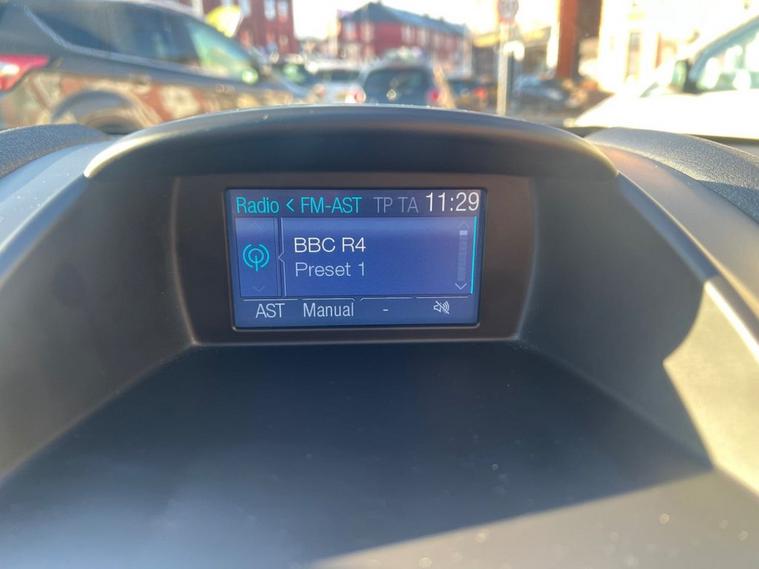 Radio < FM-AST TP TA 11:29
BBC R4
Preset 1
AST Manual -